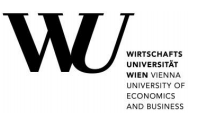 WU
WIRTSCHAFTS
UNIVERSITÄT
WIEN VIENNA
UNIVERSITY OF
ECONOMICS
AND BUSINESS